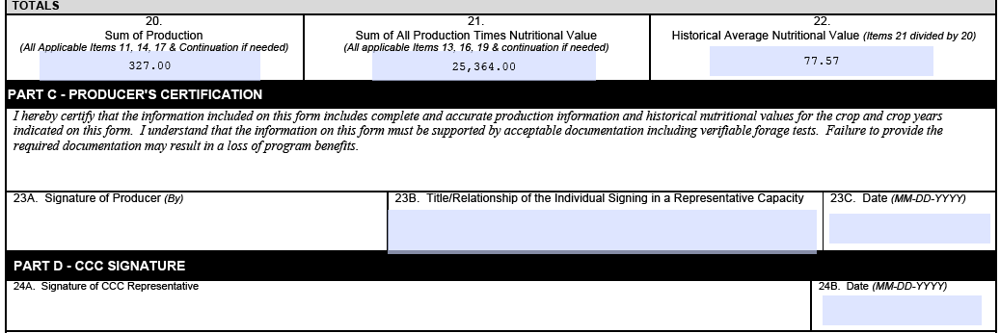 TOTALS
20.
Sum of Production
(All Applicable Items 11, 14, 17 & Continuation if needed)
327.00
21.
Sum of All Production Times Nutritional Value
(All applicable Items 13, 16, 19 & continuation if needed)
25,364.00
22.
Historical Average Nutritional Value (Items 21 divided by 20)
77.57
PART C - PRODUCER'S CERTIFICATION
I hereby certify that the information included on this form includes complete and accurate production information and historical nutritional values for the crop and crop years
indicated on this form. I understand that the information on this form must be supported by acceptable documentation including verifiable forage tests. Failure to provide the
required documentation may result in a loss of program benefits.
23A. Signature of Producer (By)
23B. Title/Relationship of the Individual Signing in a Representative Capacity
23C. Date (MM-DD-YYYY)
PART D - CCC SIGNATURE
24A. Signature of CCC Representative
24B. Date (MM-DD-YYYY)